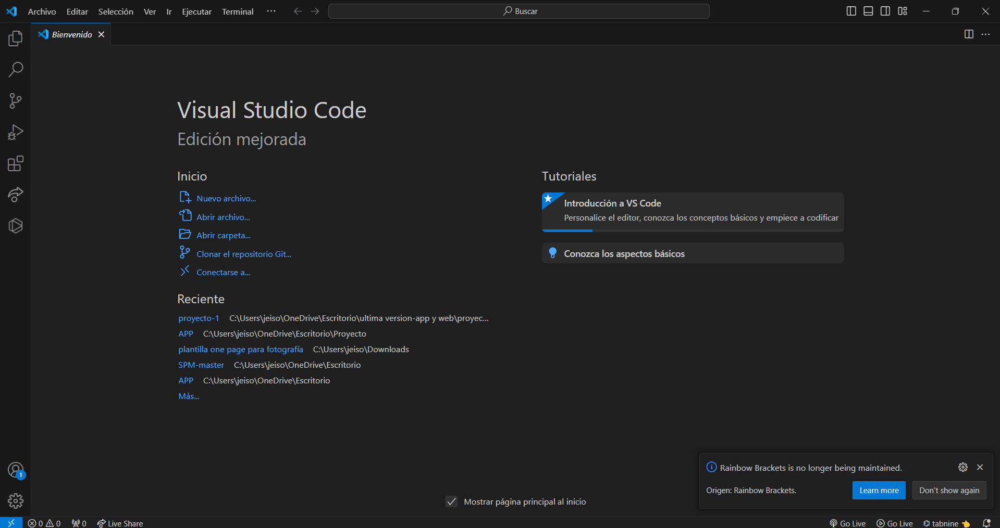 Archivo Editar Selección Ver Ir Ejecutar Terminal ··· Buscar
Bienvenido
Visual Studio Code
Edición mejorada
Inicio
Nuevo archivo...
Abrir archivo...
Abrir carpeta...
Clonar el repositorio Git...
Conectarse a...
Reciente
proyecto-1 C:\Users\jeiso\OneDrive\Escritorio\ultima version-app y web\proyec...
APP C:\Users\jeiso\OneDrive\Escritorio\Proyecto
plantilla one page para fotografía C:\Users\jeiso\Downloads
SPM-master C:\Users\jeiso\OneDrive\Escritorio
APP C:\Users\jeiso\OneDrive\Escritorio
Más...
Tutoriales
Introducción a VS Code
Personalice el editor, conozca los conceptos básicos y empiece a codificar
Conozca los aspectos básicos
Mostrar página principal al inicio
Rainbow Brackets is no longer being maintained.
Origen: Rainbow Brackets. Learn more Don't show again
1
0 0 0 Live Share Go Live Go Live tabnine